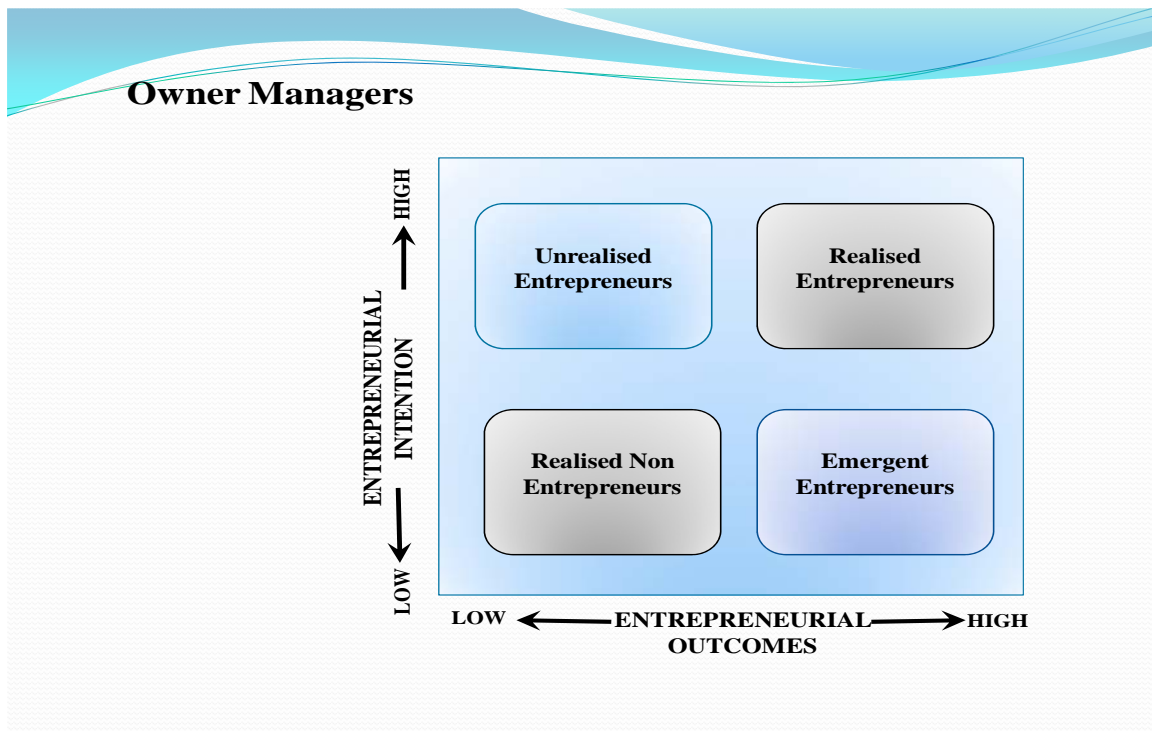 Owner Managers
HIGH
ENTREPRENEURIAL
INTENTION
LOW
Unrealised
Entrepreneurs
Realised
Entrepreneurs
Realised Non
Entrepreneurs
Emergent
Entrepreneurs
LOW
ENTREPRENEURIAL
OUTCOMES
HIGH